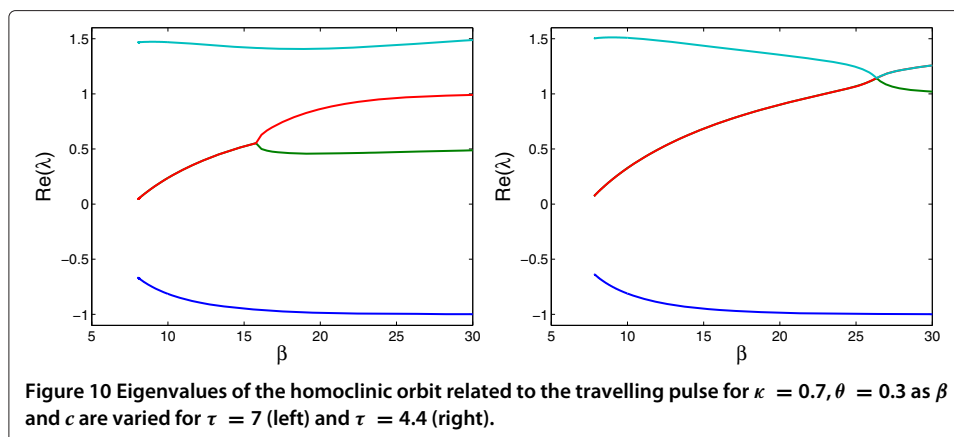 1.5
1
0.5
0
−0.5
−1
Re(λ)
5 10 15 20 25 30
β
1.5
1
0.5
0
−0.5
−1
Re(λ)
5 10 15 20 25 30
β
Figure 10 Eigenvalues of the homoclinic orbit related to the travelling pulse for κ = 0.7, θ = 0.3 as β
and c are varied for τ = 7 (left) and τ = 4.4 (right).